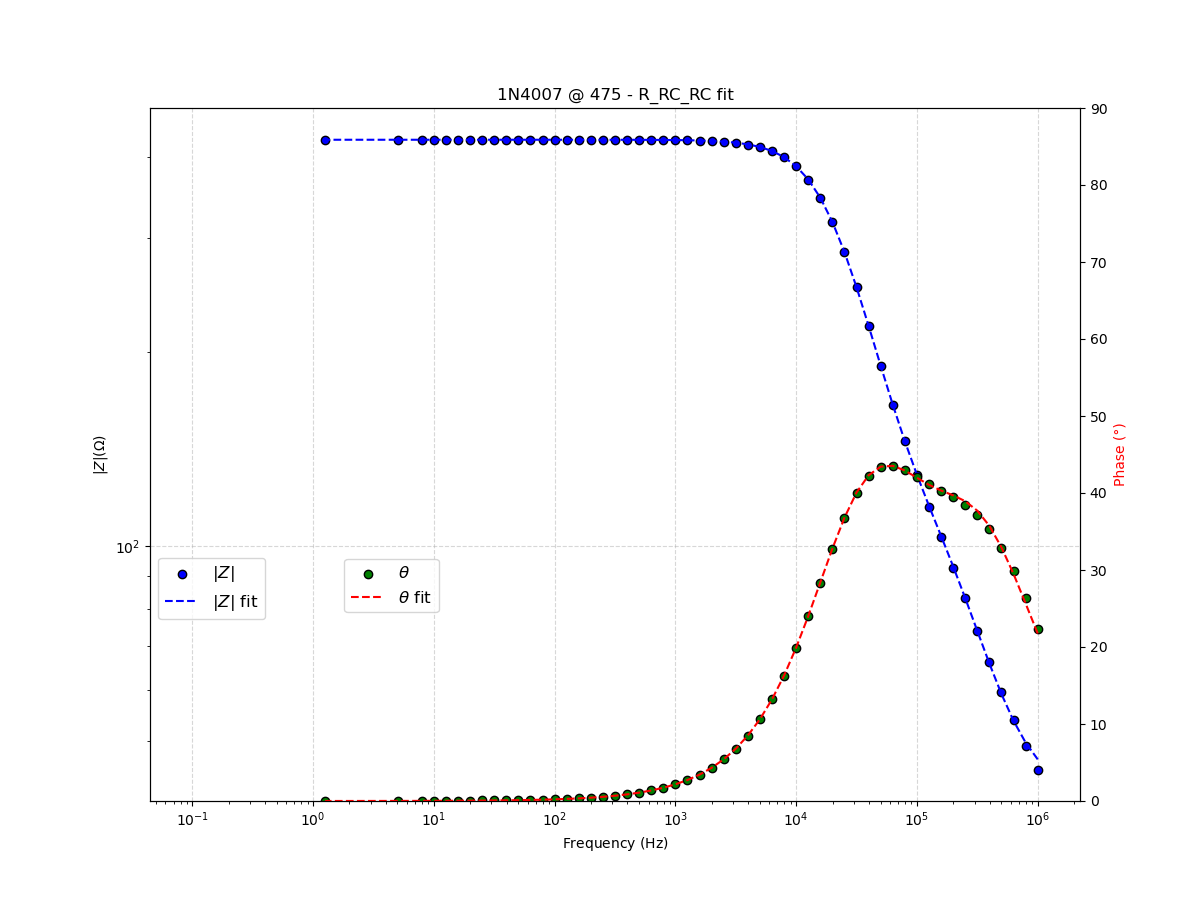 1N4007 @ 475 - R_RC_RC fit
|Z|(Ω)
10²
90
80
70
60
50
40
30
20
10
0
Phase (°)
|Z|
|Z| fit
θ
θ fit
10⁻¹
10⁰
10¹
10²
10³
10⁴
10⁵
10⁶
Frequency (Hz)